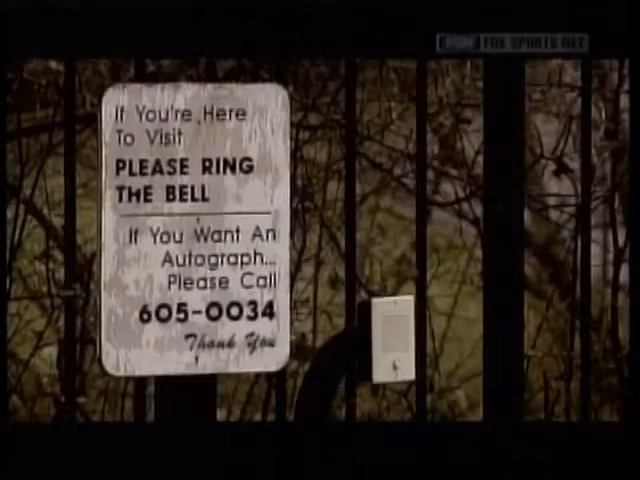 FOX SPORTS NET
If You're Here
To Visit
PLEASE RING
THE BELL
If You Want An
Autograph...
Please Call
605-0034
Thank You